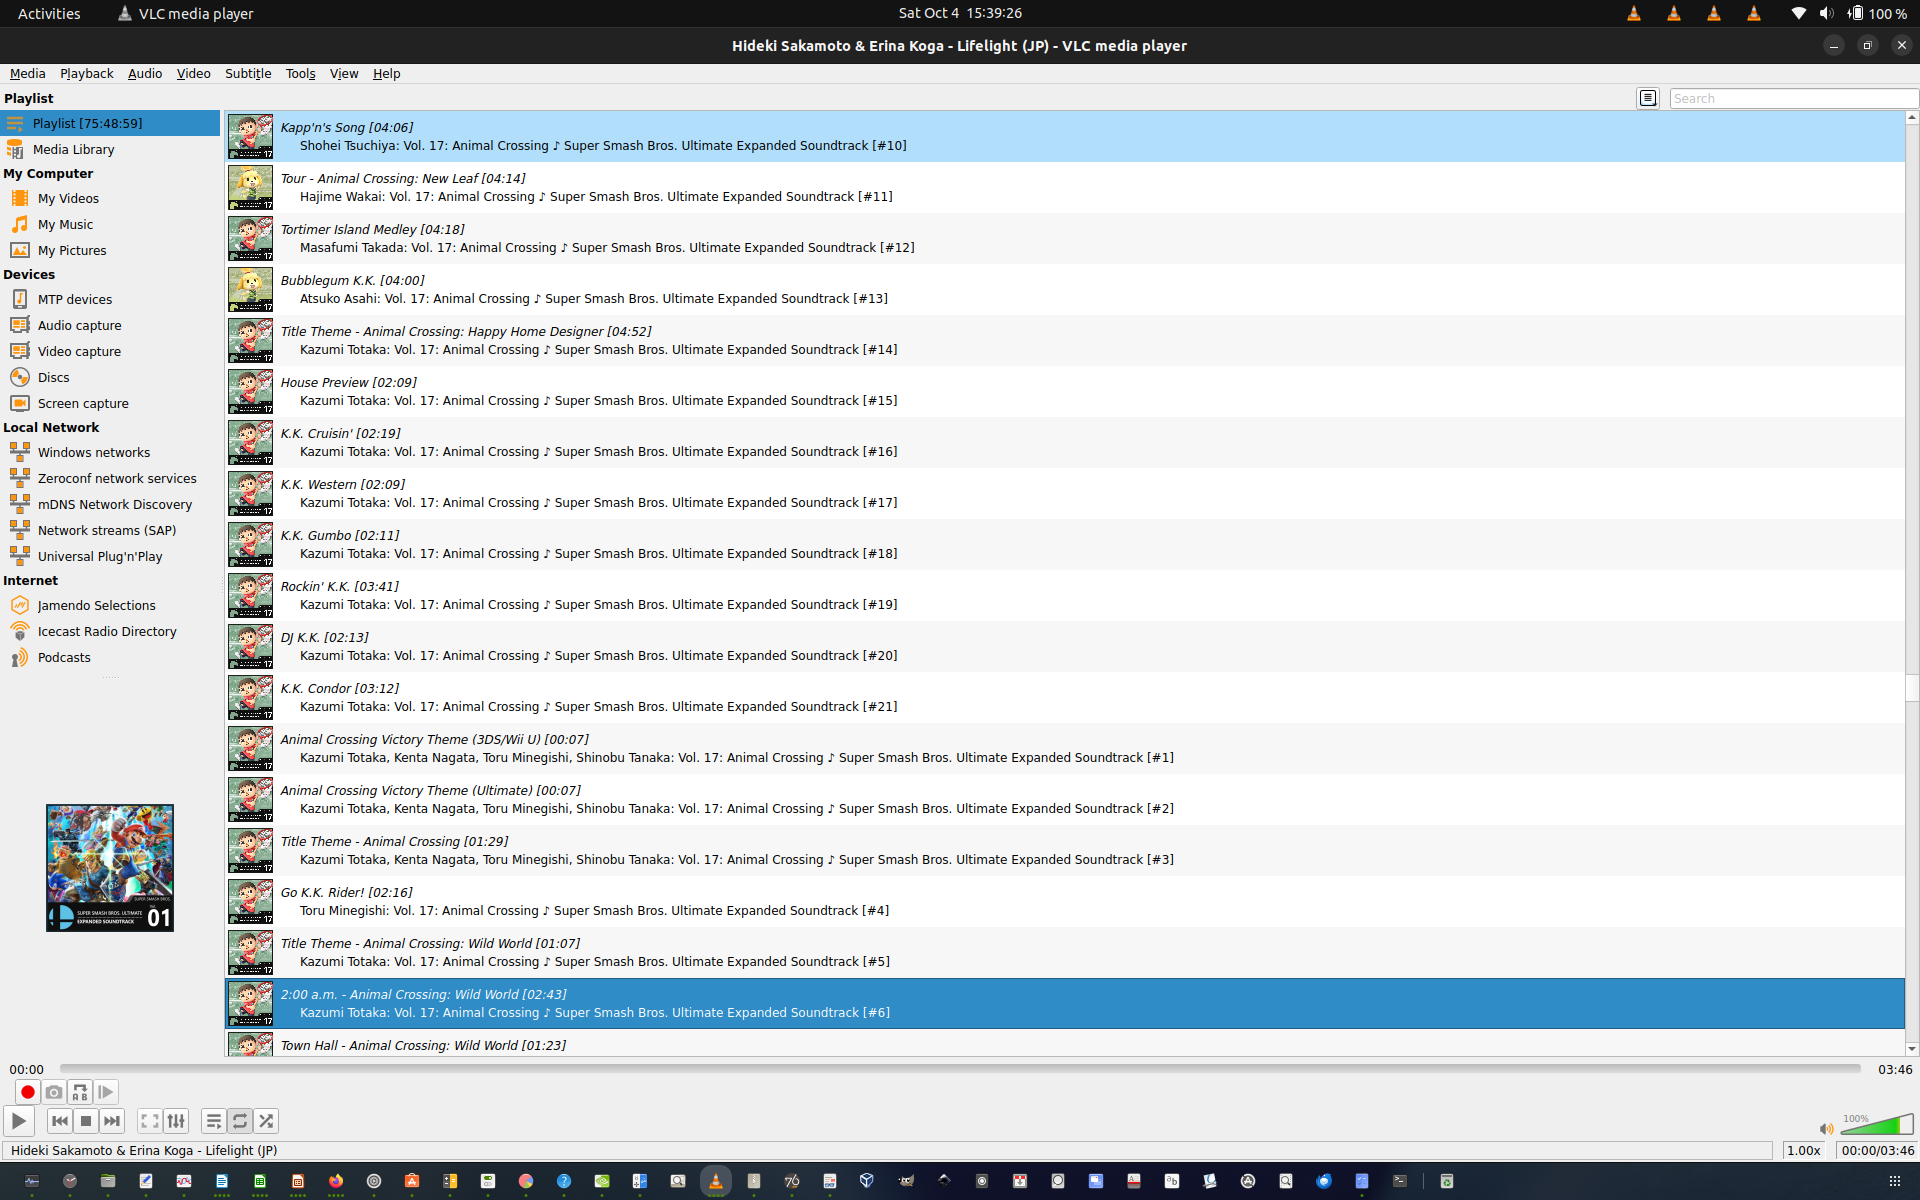 Activities VLC media player Sat Oct 4 15:39:26 100 %
Hideki Sakamoto & Erina Koga - Lifelight (JP) - VLC media player
Media Playback Audio Video Subtitle Tools View Help
Playlist
Search
Playlist [75:48:59]
Media Library
My Computer
My Videos
My Music
My Pictures
Devices
MTP devices
Audio capture
Video capture
Discs
Screen capture
Local Network
Windows networks
Zeroconf network services
mDNS Network Discovery
Network streams (SAP)
Universal Plug'n'Play
Internet
Jamendo Selections
Icecast Radio Directory
Podcasts
Kapp'n's Song [04:06]
Shohei Tsuchiya: Vol. 17: Animal Crossing ♪ Super Smash Bros. Ultimate Expanded Soundtrack [#10]
Tour - Animal Crossing: New Leaf [04:14]
Hajime Wakai: Vol. 17: Animal Crossing ♪ Super Smash Bros. Ultimate Expanded Soundtrack [#11]
Tortimer Island Medley [04:18]
Masafumi Takada: Vol. 17: Animal Crossing ♪ Super Smash Bros. Ultimate Expanded Soundtrack [#12]
Bubblegum K.K. [04:00]
Atsuko Asahi: Vol. 17: Animal Crossing ♪ Super Smash Bros. Ultimate Expanded Soundtrack [#13]
Title Theme - Animal Crossing: Happy Home Designer [04:52]
Kazumi Totaka: Vol. 17: Animal Crossing ♪ Super Smash Bros. Ultimate Expanded Soundtrack [#14]
House Preview [02:09]
Kazumi Totaka: Vol. 17: Animal Crossing ♪ Super Smash Bros. Ultimate Expanded Soundtrack [#15]
K.K. Cruisin' [02:19]
Kazumi Totaka: Vol. 17: Animal Crossing ♪ Super Smash Bros. Ultimate Expanded Soundtrack [#16]
K.K. Western [02:09]
Kazumi Totaka: Vol. 17: Animal Crossing ♪ Super Smash Bros. Ultimate Expanded Soundtrack [#17]
K.K. Gumbo [02:11]
Kazumi Totaka: Vol. 17: Animal Crossing ♪ Super Smash Bros. Ultimate Expanded Soundtrack [#18]
Rockin' K.K. [03:41]
Kazumi Totaka: Vol. 17: Animal Crossing ♪ Super Smash Bros. Ultimate Expanded Soundtrack [#19]
DJ K.K. [02:13]
Kazumi Totaka: Vol. 17: Animal Crossing ♪ Super Smash Bros. Ultimate Expanded Soundtrack [#20]
K.K. Condor [03:12]
Kazumi Totaka: Vol. 17: Animal Crossing ♪ Super Smash Bros. Ultimate Expanded Soundtrack [#21]
Animal Crossing Victory Theme (3DS/Wii U) [00:07]
Kazumi Totaka, Kenta Nagata, Toru Minegishi, Shinobu Tanaka: Vol. 17: Animal Crossing ♪ Super Smash Bros. Ultimate Expanded Soundtrack [#1]
Animal Crossing Victory Theme (Ultimate) [00:07]
Kazumi Totaka, Kenta Nagata, Toru Minegishi, Shinobu Tanaka: Vol. 17: Animal Crossing ♪ Super Smash Bros. Ultimate Expanded Soundtrack [#2]
Title Theme - Animal Crossing [01:29]
Kazumi Totaka, Kenta Nagata, Toru Minegishi, Shinobu Tanaka: Vol. 17: Animal Crossing ♪ Super Smash Bros. Ultimate Expanded Soundtrack [#3]
Go K.K. Rider! [02:16]
Toru Minegishi: Vol. 17: Animal Crossing ♪ Super Smash Bros. Ultimate Expanded Soundtrack [#4]
Title Theme - Animal Crossing: Wild World [01:07]
Kazumi Totaka: Vol. 17: Animal Crossing ♪ Super Smash Bros. Ultimate Expanded Soundtrack [#5]
2:00 a.m. - Animal Crossing: Wild World [02:43]
Kazumi Totaka: Vol. 17: Animal Crossing ♪ Super Smash Bros. Ultimate Expanded Soundtrack [#6]
Town Hall - Animal Crossing: Wild World [01:23]
SUPER SMASH BROS. ULTIMATE
EXPANDED SOUNDTRACK
01
00:00 03:46
100%
Hideki Sakamoto & Erina Koga - Lifelight (JP) 1.00x 00:00/03:46